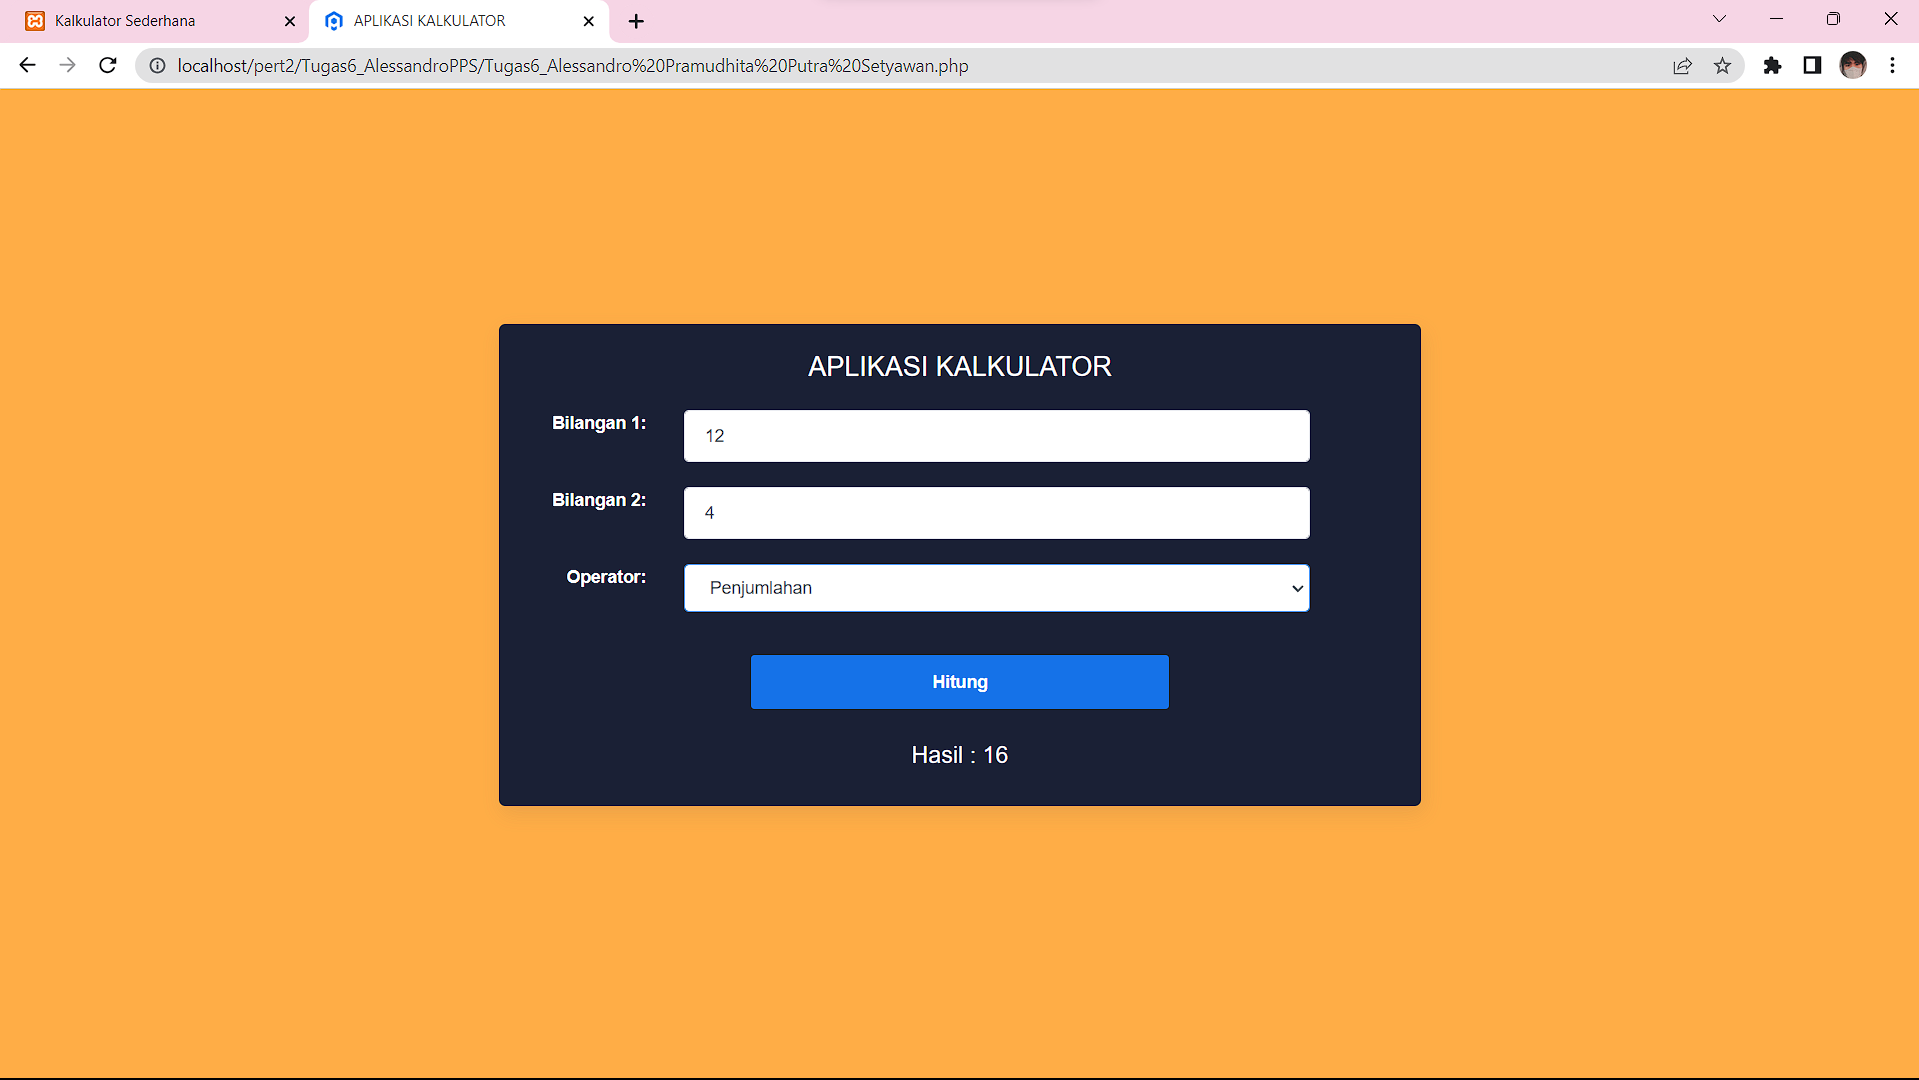 Kalkulator Sederhana
APLIKASI KALKULATOR
localhost/pert2/Tugas6_AlessandroPPS/Tugas6_Alessandro%20Pramudhita%20Putra%20Setyawan.php
APLIKASI KALKULATOR
Bilangan 1:
12
Bilangan 2:
4
Operator:
Penjumlahan
Hitung
Hasil : 16